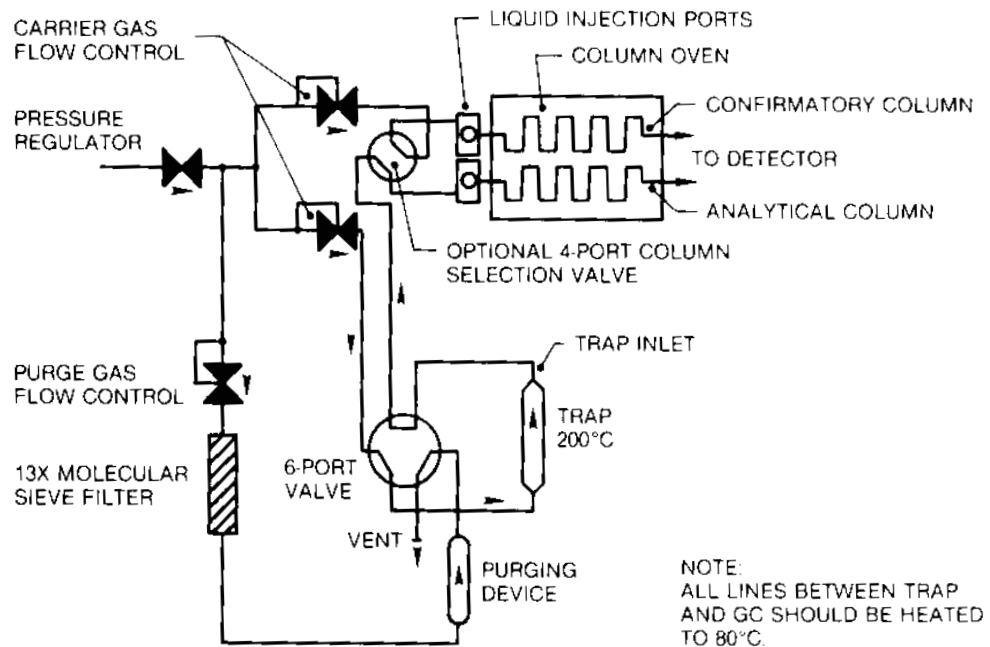 CARRIER GAS
FLOW CONTROL
LIQUID INJECTION PORTS
COLUMN OVEN
CONFIRMATORY COLUMN
PRESSURE
REGULATOR
TO DETECTOR
ANALYTICAL COLUMN
OPTIONAL 4-PORT COLUMN
SELECTION VALVE
TRAP INLET
PURGE GAS
FLOW CONTROL
TRAP
200°C
13X MOLECULAR
SIEVE FILTER
6-PORT
VALVE
VENT
PURGING
DEVICE
NOTE:
ALL LINES BETWEEN TRAP
AND GC SHOULD BE HEATED
TO 80°C.